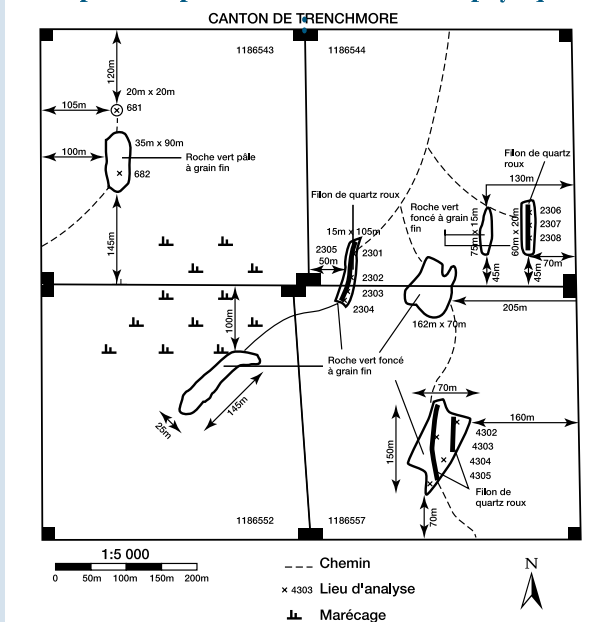 CANTON DE TRENCHMORE
1186543
1186544
120m
20m x 20m
105m
681
100m
35m x 90m
Roche vert pâle
à grain fin
682
145m
Filon de quartz
roux
130m
Filon de quartz roux
Roche vert
foncé à grain
fin
15m x 105m
75m x 15m
60m x 20m
2306
2307
2308
2305
50m
2301
2302
2303
2304
45m
45m
70m
100m
162m x 70m
205m
Roche vert foncé
à grain fin
145m
25m
70m
160m
150m
4302
4303
4304
4305
Filon de
quartz roux
70m
1186552
1186557
1:5 000
0 50m 100m 150m 200m
Chemin
× 4303 Lieu d'analyse
Marécage
N